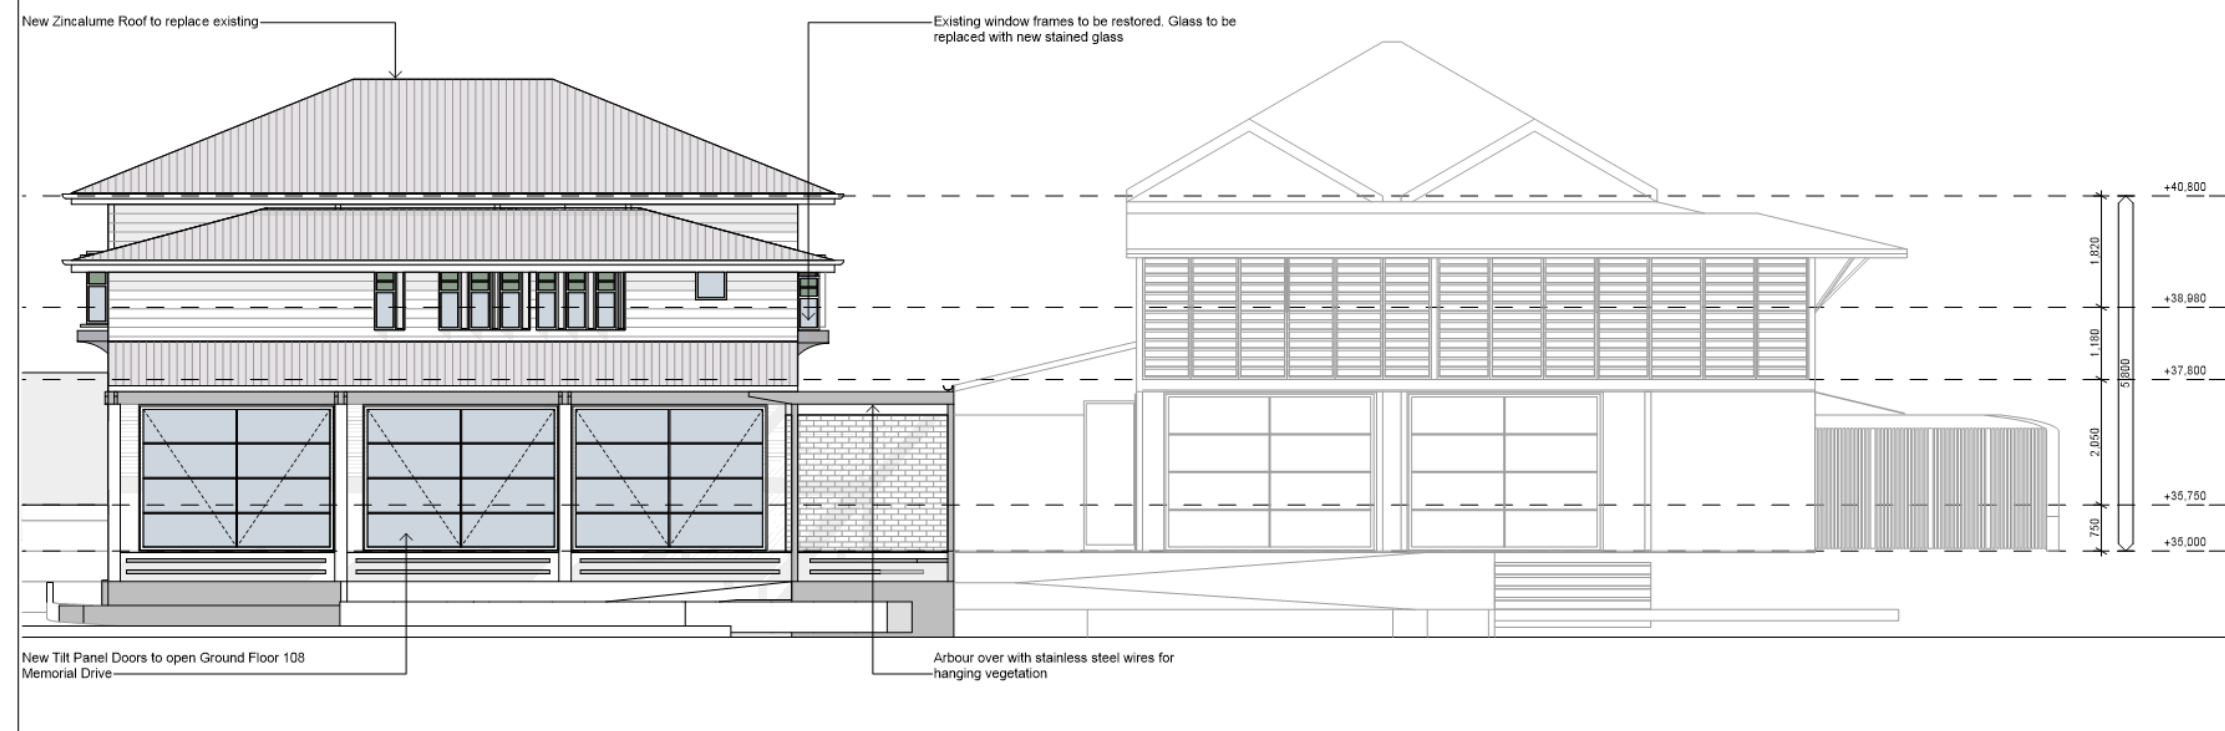 New Zincalume Roof to replace existing
Existing window frames to be restored. Glass to be
replaced with new stained glass
+40,800
1,820
+38,980
1,180
+37,800
5,800
2,050
+35,750
750
+35,000
New Tilt Panel Doors to open Ground Floor 108
Memorial Drive
Arbour over with stainless steel wires for
hanging vegetation